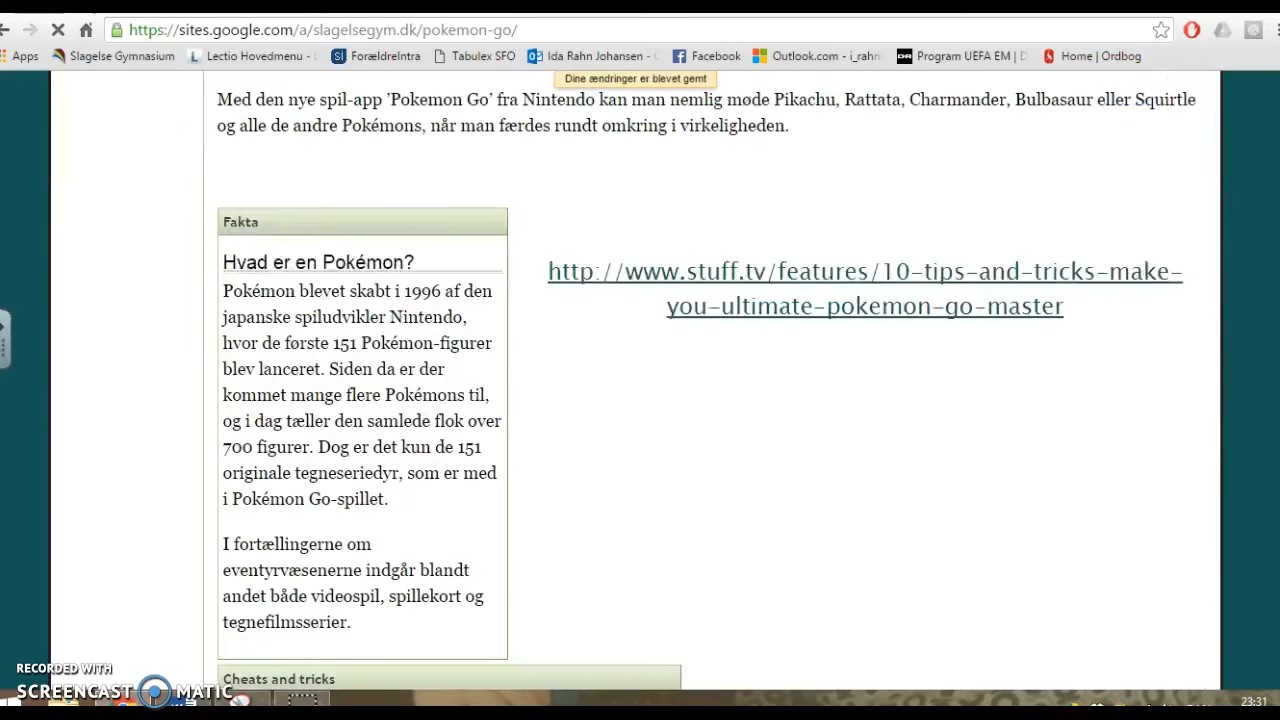 https://sites.google.com/a/slagelsegym.dk/pokemon-go/
Apps Slagelse Gymnasium Lectio Hovedmenu - L ForældreIntra Tabulex SFO Ida Rahn Johansen - Facebook Outlook.com - i_rahn Program UEFA EM | D Home | Ordbog
Dine ændringer er blevet gemt
Med den nye spil-app 'Pokemon Go' fra Nintendo kan man nemlig møde Pikachu, Rattata, Charmander, Bulbasaur eller Squirtle
og alle de andre Pokémons, når man færdes rundt omkring i virkeligheden.
Fakta
Hvad er en Pokémon?
Pokémon blevet skabt i 1996 af den
japanske spiludvikler Nintendo,
hvor de første 151 Pokémon-figurer
blev lanceret. Siden da er der
kommet mange flere Pokémons til,
og i dag tæller den samlede flok over
700 figurer. Dog er det kun de 151
originale tegneseriedyr, som er med
i Pokémon Go-spillet.
I fortællingerne om
eventyrvæsenerne indgår blandt
andet både videospil, spillekort og
tegnefilmsserier.
http://www.stuff.tv/features/10-tips-and-tricks-make-
you-ultimate-pokemon-go-master
Cheats and tricks
RECORDED WITH
SCREENCAST MATIC
23:31